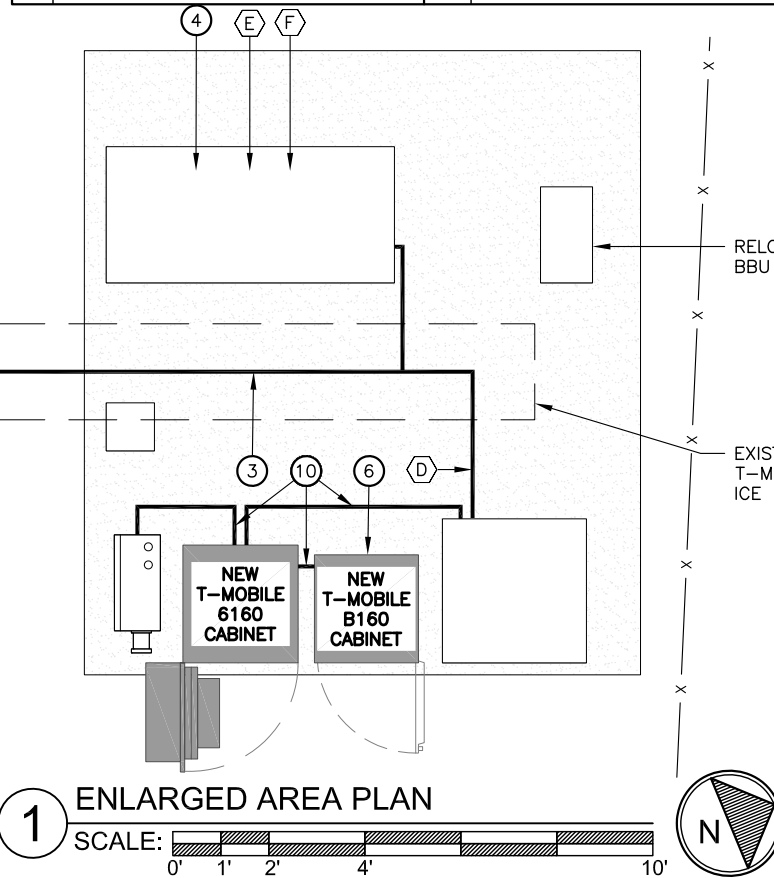 4 E F
RELO
BBU
EXIST
T-M
ICE
3 10 6 D
NEW
T-MOBILE
6160
CABINET
NEW
T-MOBILE
B160
CABINET
X
X
X
X
X
X
1 ENLARGED AREA PLAN
SCALE:
0' 1' 2' 4' 10'
N